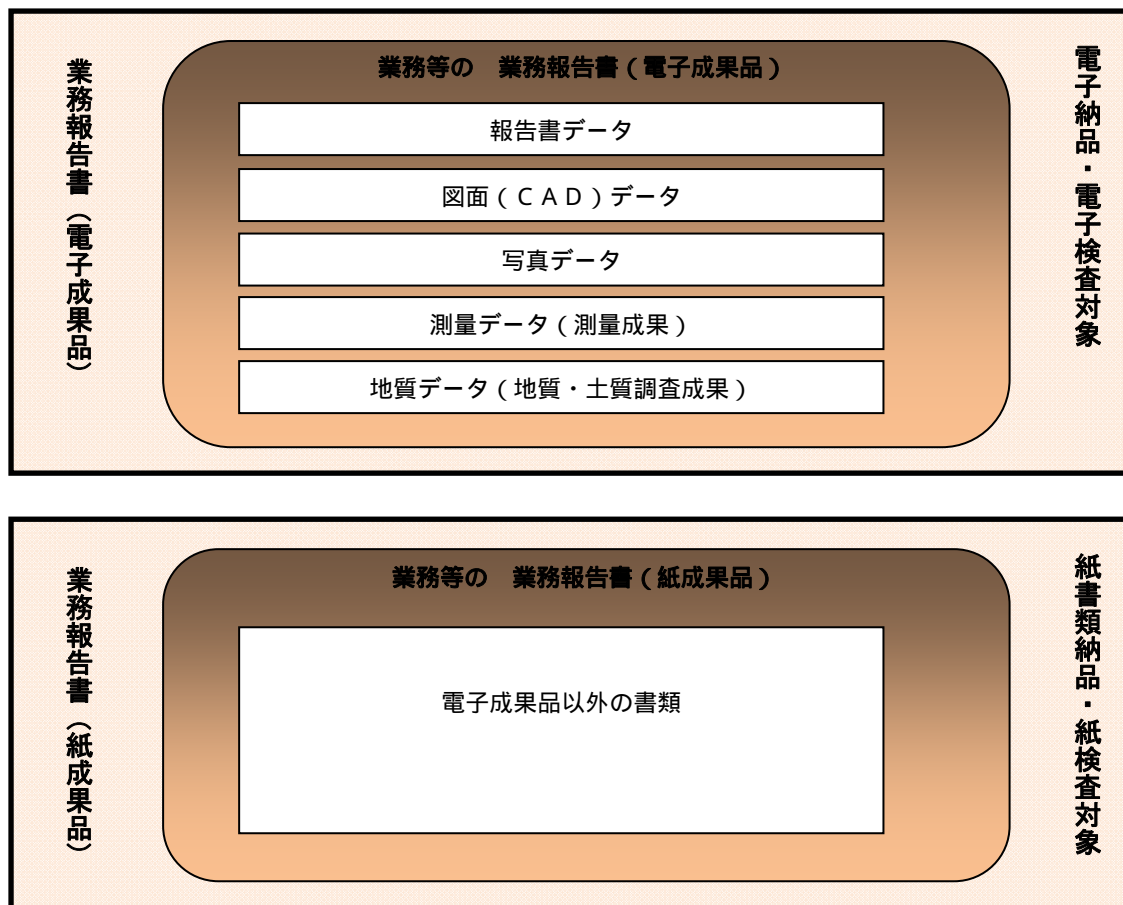 業務報告書（電子成果品）
業務等の　業務報告書（電子成果品）
報告書データ
図面（ＣＡＤ）データ
写真データ
測量データ（測量成果）
地質データ（地質・土質調査成果）
電子納品・電子検査対象
業務報告書（紙成果品）
業務等の　業務報告書（紙成果品）
電子成果品以外の書類
紙書類納品・紙検査対象